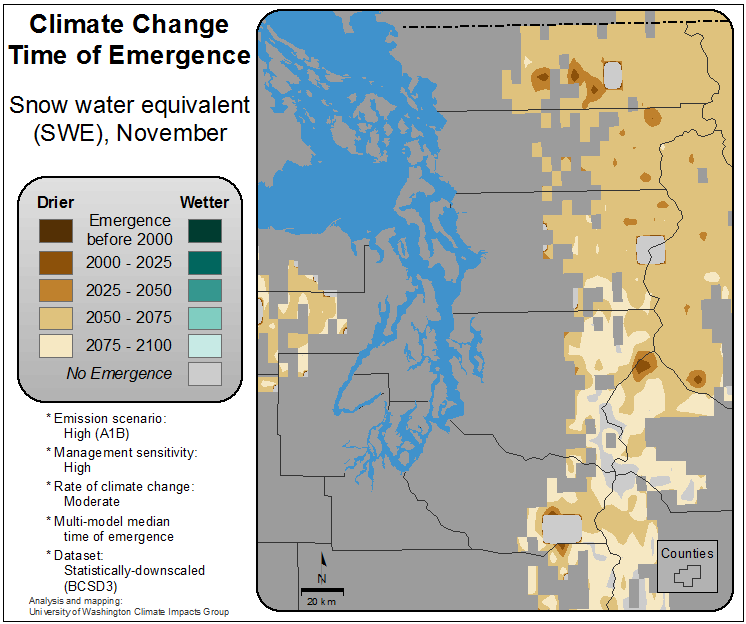 Climate Change
Time of Emergence
Snow water equivalent
(SWE), November
Drier Wetter
Emergence
before 2000
2000 - 2025
2025 - 2050
2050 - 2075
2075 - 2100
No Emergence
* Emission scenario:
High (A1B)
* Management sensitivity:
High
* Rate of climate change:
Moderate
* Multi-model median
time of emergence
* Dataset:
Statistically-downscaled
(BCSD3)
Analysis and mapping:
University of Washington Climate Impacts Group
N
20 km
Counties